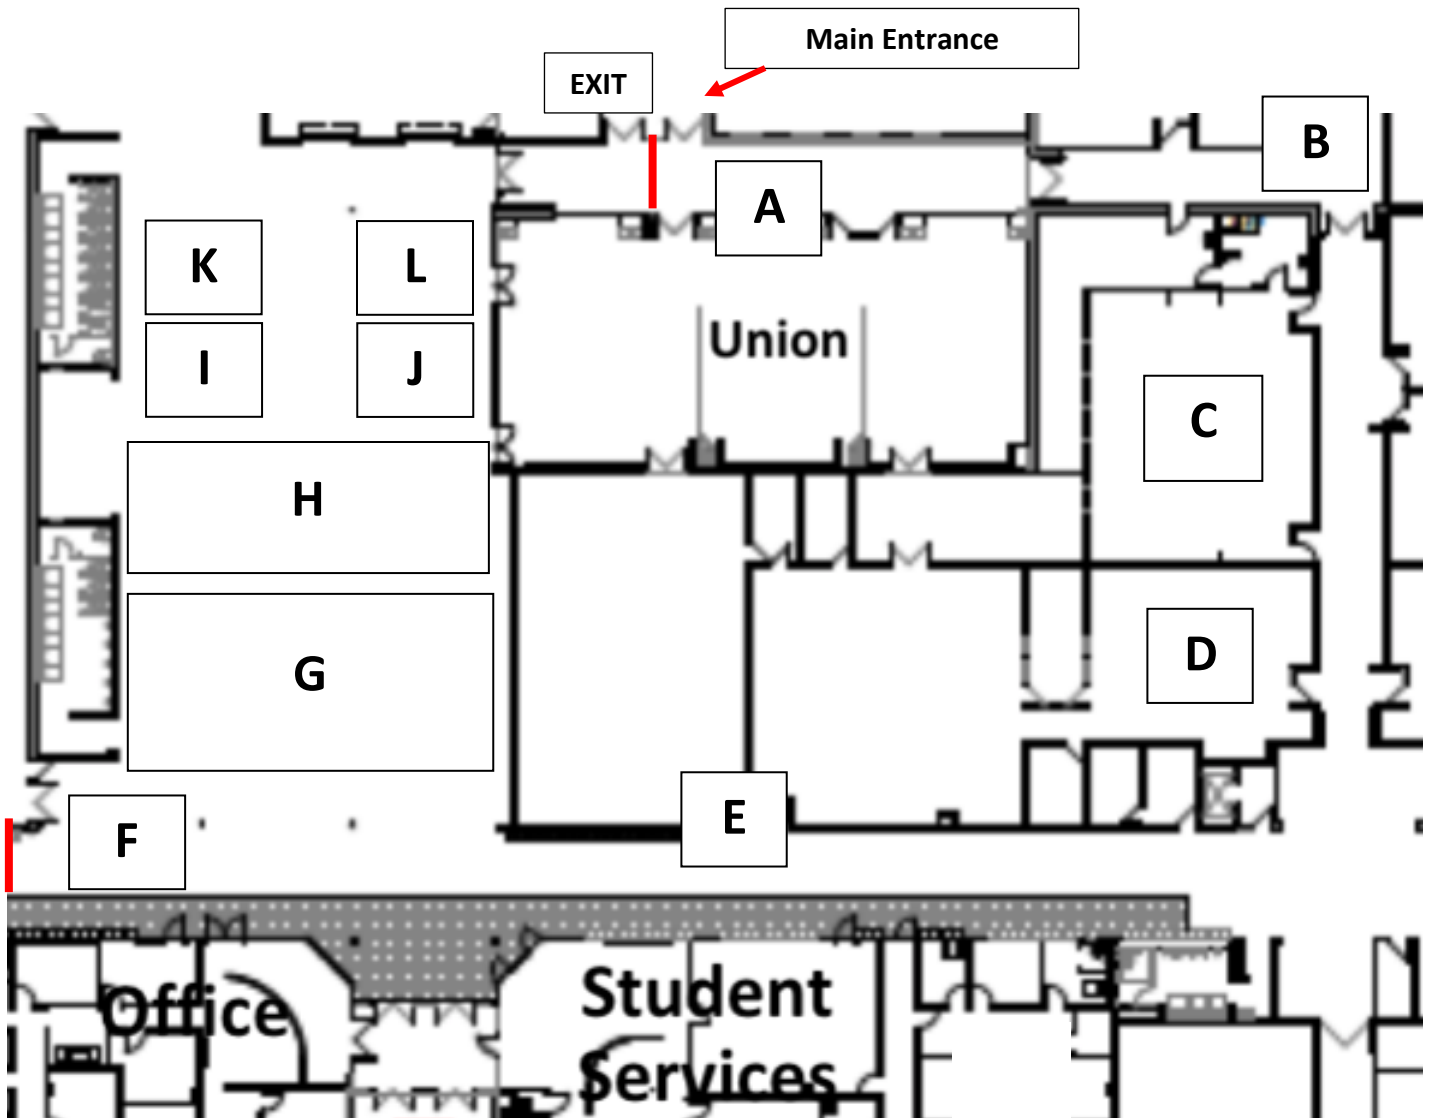 Main Entrance
EXIT
B
A
K
L
Union
I
J
C
H
D
G
E
F
Office
Student
Services